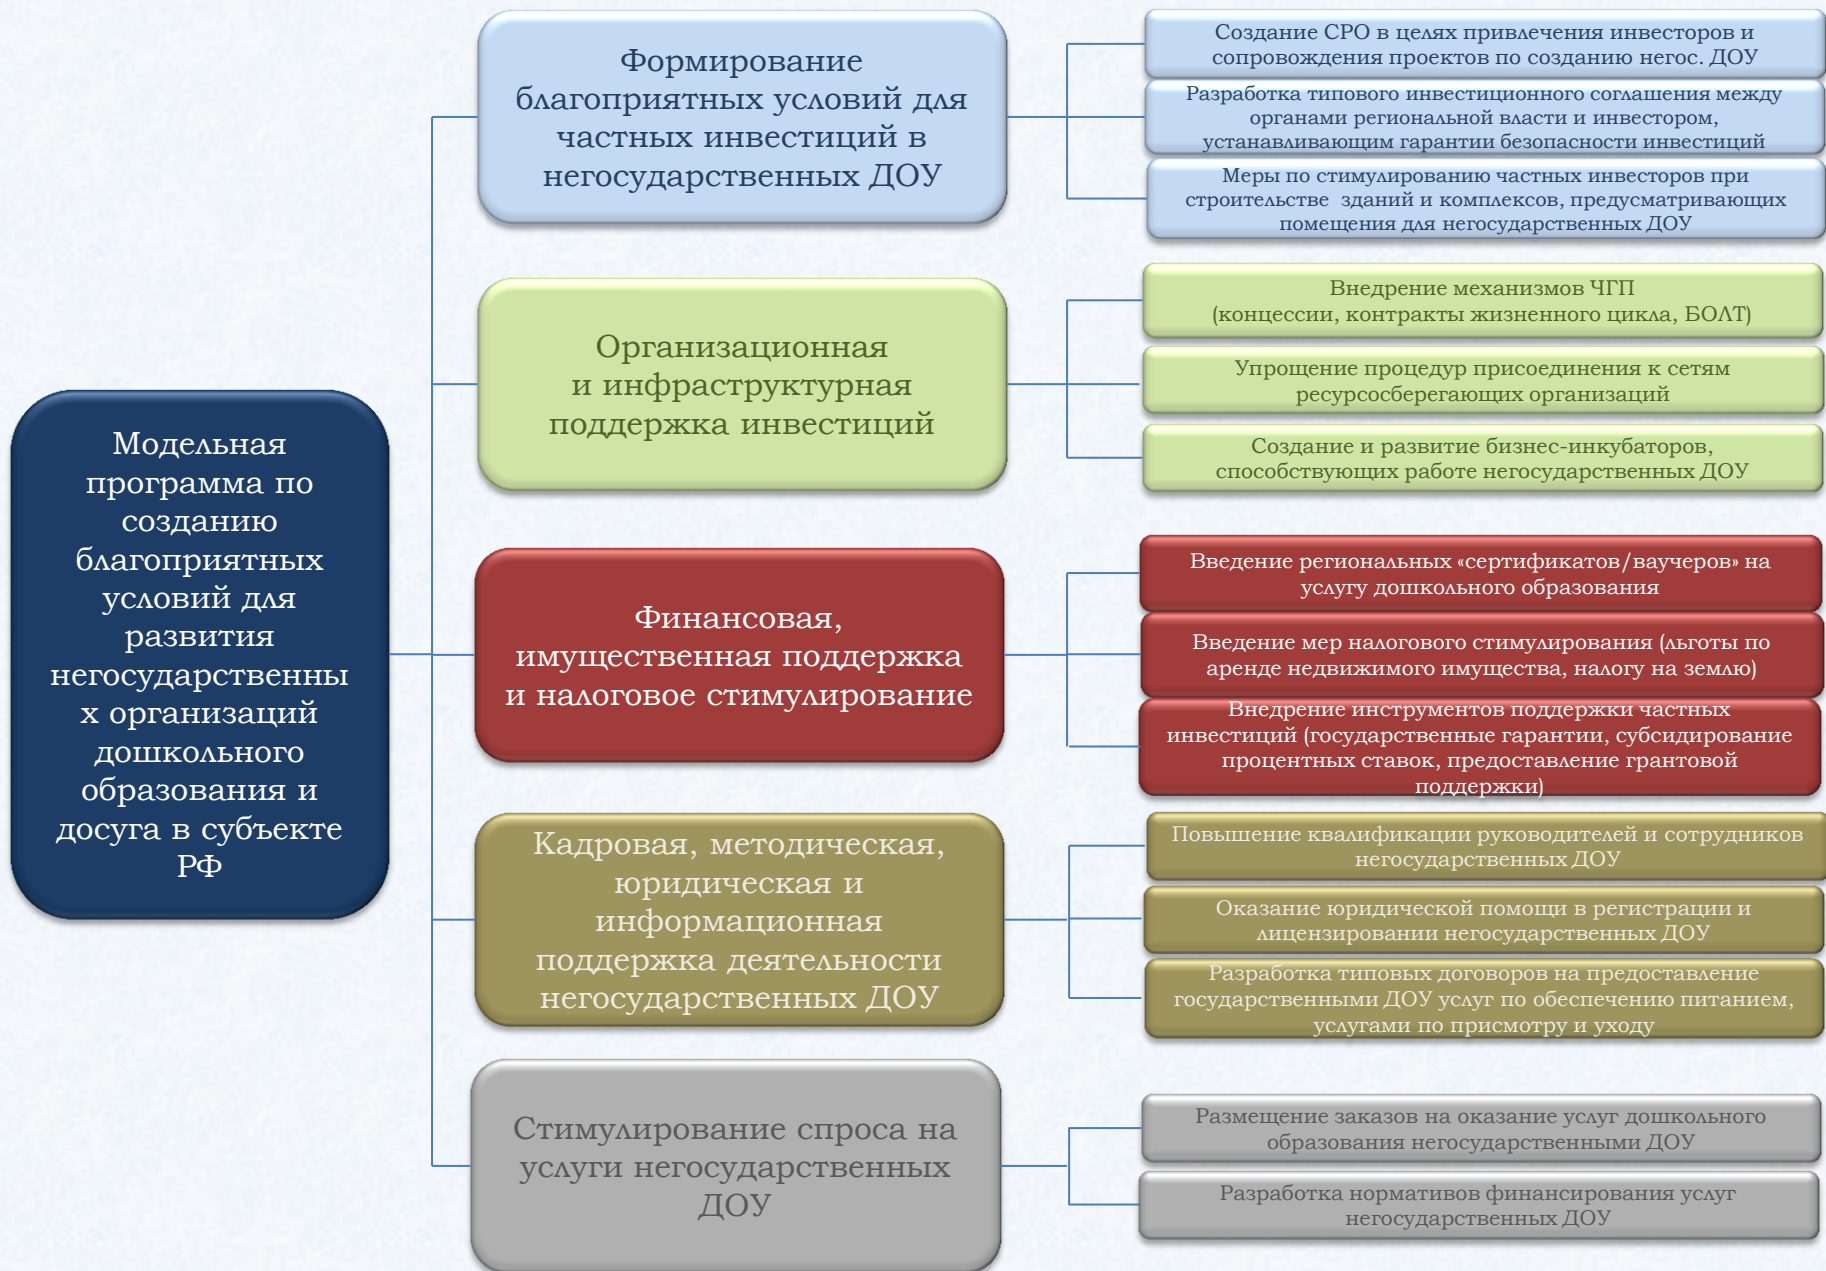 Модельная
программа по
созданию
благоприятных
условий для
развития
негосударственны
х организаций
дошкольного
образования и
досуга в субъекте
РФ
Формирование
благоприятных условий для
частных инвестиций в
негосударственных ДОУ
Создание СРО в целях привлечения инвесторов и
сопровождения проектов по созданию негос. ДОУ
Разработка типового инвестиционного соглашения между
органами региональной власти и инвестором,
устанавливающим гарантии безопасности инвестиций
Меры по стимулированию частных инвесторов при
строительстве зданий и комплексов, предусматривающих
помещения для негосударственных ДОУ
Организационная
и инфраструктурная
поддержка инвестиций
Внедрение механизмов ЧГП
(концессии, контракты жизненного цикла, БОЛТ)
Упрощение процедур присоединения к сетям
ресурсосберегающих организаций
Создание и развитие бизнес-инкубаторов,
способствующих работе негосударственных ДОУ
Финансовая,
имущественная поддержка
и налоговое стимулирование
Введение региональных «сертификатов/ваучеров» на
услугу дошкольного образования
Введение мер налогового стимулирования (льготы по
аренде недвижимого имущества, налогу на землю)
Внедрение инструментов поддержки частных
инвестиций (государственные гарантии, субсидирование
процентных ставок, предоставление грантовой
поддержки)
Кадровая, методическая,
юридическая и
информационная
поддержка деятельности
негосударственных ДОУ
Повышение квалификации руководителей и сотрудников
негосударственных ДОУ
Оказание юридической помощи в регистрации и
лицензировании негосударственных ДОУ
Разработка типовых договоров на предоставление
государственными ДОУ услуг по обеспечению питанием,
услугами по присмотру и уходу
Стимулирование спроса на
услуги негосударственных
ДОУ
Размещение заказов на оказание услуг дошкольного
образования негосударственными ДОУ
Разработка нормативов финансирования услуг
негосударственных ДОУ